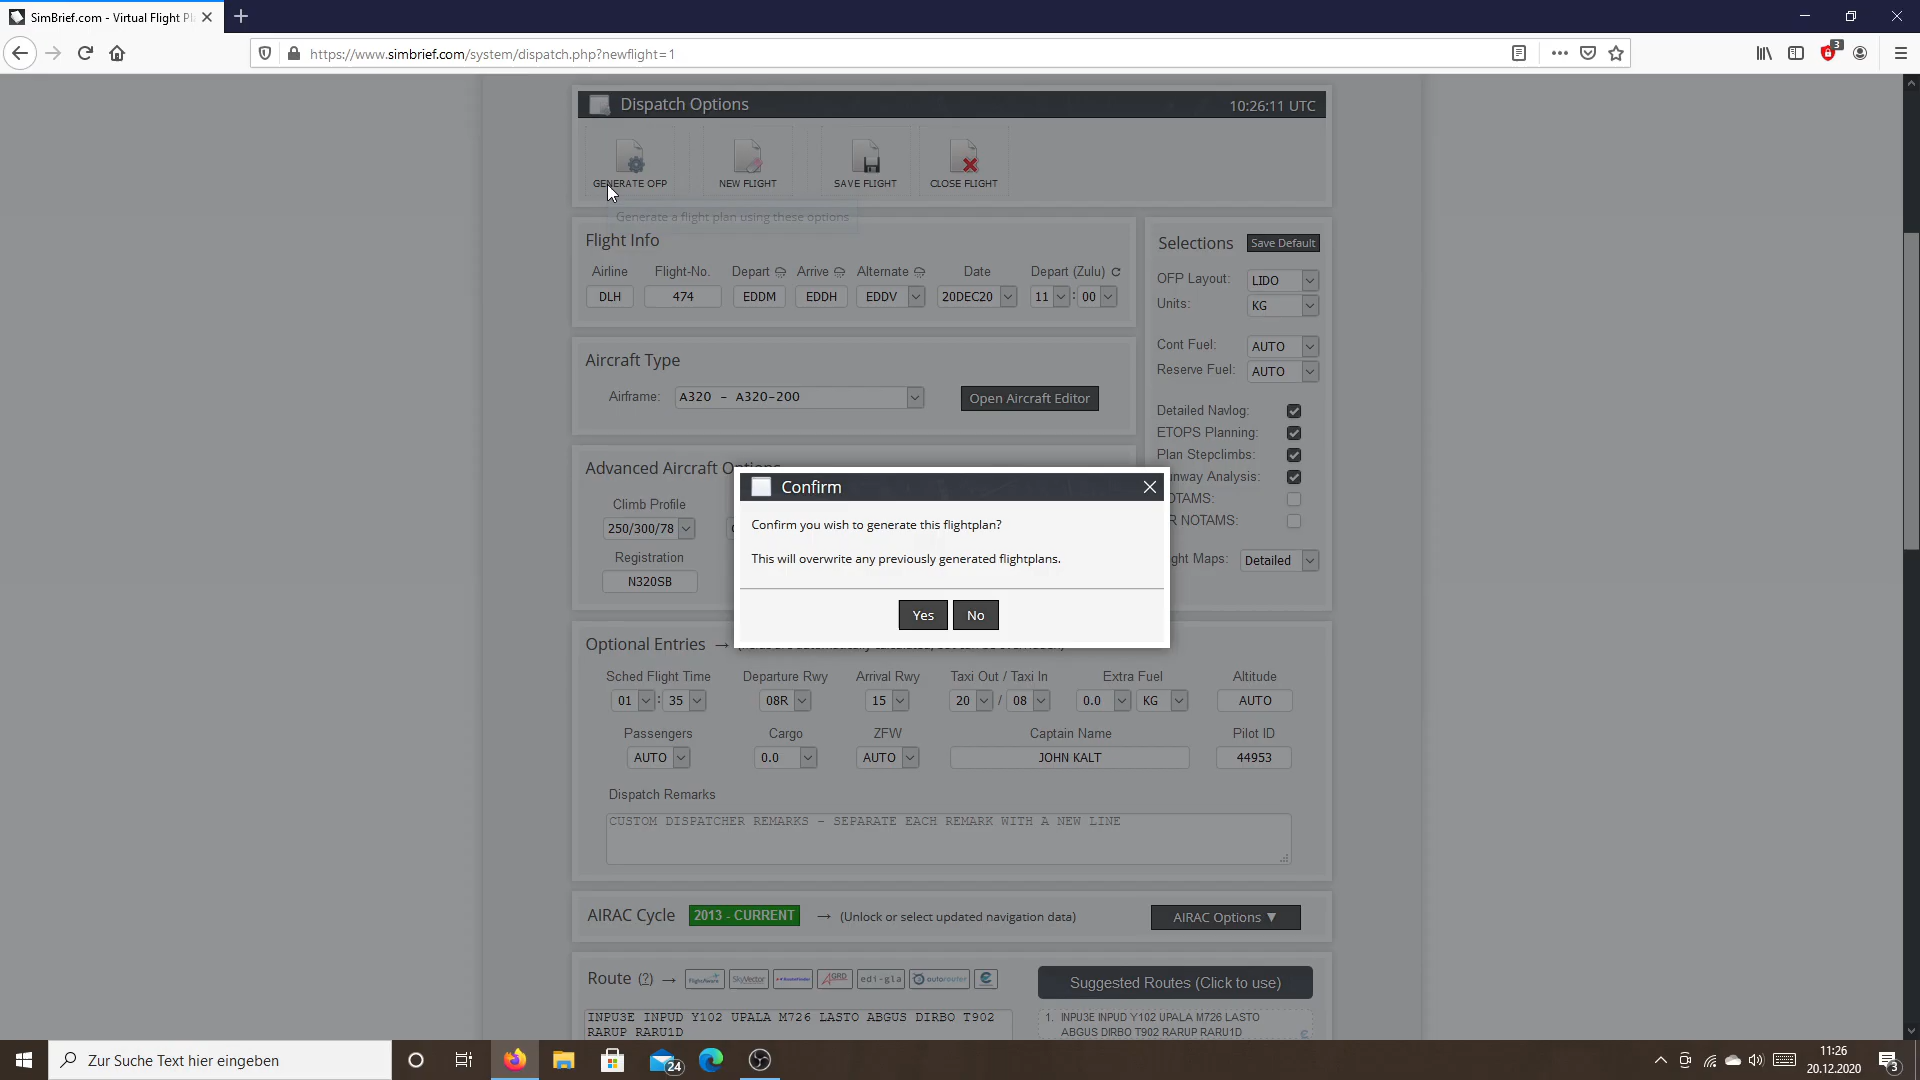 SimBrief.com - Virtual Flight Pl
https://www.simbrief.com/system/dispatch.php?newflight=1
3
Dispatch Options
10:26:11 UTC
GENERATE OFP
NEW FLIGHT
SAVE FLIGHT
CLOSE FLIGHT
Generate a flight plan using these options
Flight Info
Airline
Flight-No.
Depart
Arrive
Alternate
Date
Depart (Zulu)
DLH
474
EDDM
EDDH
EDDV
20DEC20
11 : 00
Selections
Save Default
OFP Layout: LIDO
Units: KG
Cont Fuel: AUTO
Reserve Fuel: AUTO
Detailed Navlog:
ETOPS Planning:
Plan Stepclimbs:
unway Analysis:
OTAMS:
R NOTAMS:
ght Maps: Detailed
Aircraft Type
Airframe: A320 - A320-200
Open Aircraft Editor
Advanced Aircraft Options
Climb Profile
250/300/78
Registration
N320SB
Confirm
Confirm you wish to generate this flightplan?
This will overwrite any previously generated flightplans.
Yes
No
Optional Entries →
Sched Flight Time
Departure Rwy
Arrival Rwy
Taxi Out / Taxi In
Extra Fuel
Altitude
01 : 35
08R
15
20 / 08
0.0 KG
AUTO
Passengers
Cargo
ZFW
Captain Name
Pilot ID
AUTO
0.0
AUTO
JOHN KALT
44953
Dispatch Remarks
CUSTOM DISPATCHER REMARKS - SEPARATE EACH REMARK WITH A NEW LINE
AIRAC Cycle 2013 - CURRENT → (Unlock or select updated navigation data)
AIRAC Options ▼
Route (?) → FlightAware SkyVector RouteFinder GRD edi-gla autorouter
Suggested Routes (Click to use)
INPU3E INPUD Y102 UPALA M726 LASTO ABGUS DIRBO T902
RARUP RARU1D
1. INPU3E INPUD Y102 UPALA M726 LASTO
ABGUS DIRBO T902 RARUP RARU1D
Zur Suche Text hier eingeben
24
11:26
20.12.2020
3